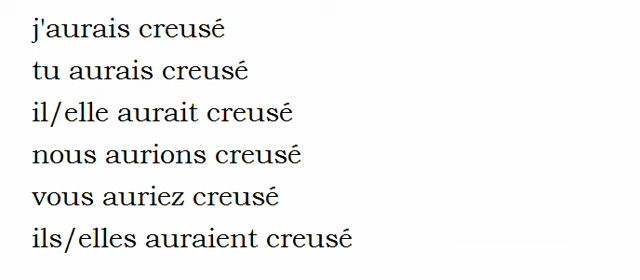 j'aurais creusé
tu aurais creusé
il/elle aurait creusé
nous aurions creusé
vous auriez creusé
ils/elles auraient creusé